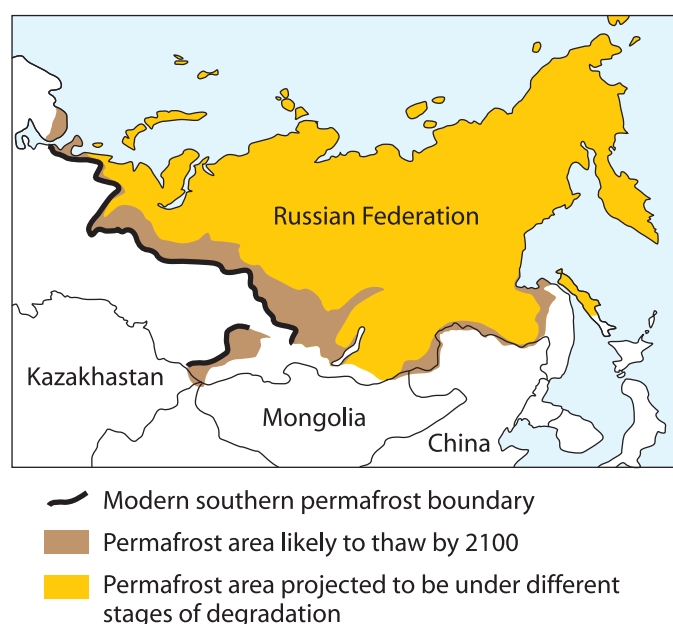 Russian Federation
Kazakhastan
Mongolia
China
Modern southern permafrost boundary
Permafrost area likely to thaw by 2100
Permafrost area projected to be under different
stages of degradation